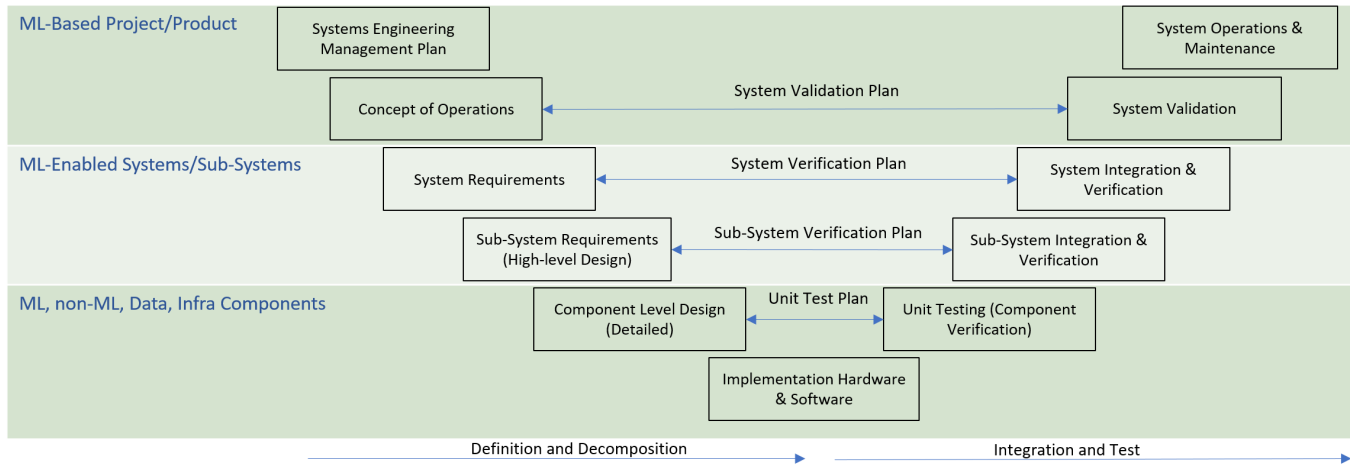 ML-Based Project/Product
Systems Engineering
Management Plan
System Operations &
Maintenance
Concept of Operations
System Validation Plan
System Validation
ML-Enabled Systems/Sub-Systems
System Requirements
System Verification Plan
System Integration &
Verification
Sub-System Requirements
(High-level Design)
Sub-System Verification Plan
Sub-System Integration &
Verification
ML, non-ML, Data, Infra Components
Component Level Design
(Detailed)
Unit Test Plan
Unit Testing (Component
Verification)
Implementation Hardware
& Software
Definition and Decomposition
Integration and Test